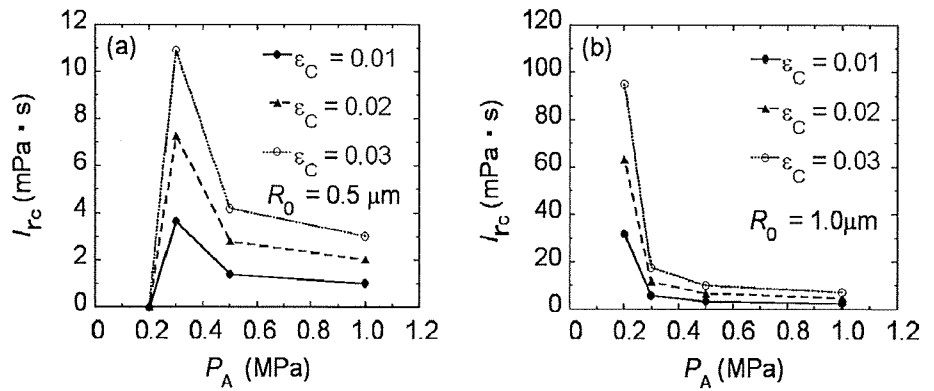 (a)
ε_C = 0.01
ε_C = 0.02
ε_C = 0.03
R_0 = 0.5 μm
I_rc (mPa・s)
12
10
8
6
4
2
0
0 0.2 0.4 0.6 0.8 1.0 1.2
P_A (MPa)
(b)
ε_C = 0.01
ε_C = 0.02
ε_C = 0.03
R_0 = 1.0μm
I_rc (mPa・s)
120
100
80
60
40
20
0
0 0.2 0.4 0.6 0.8 1.0 1.2
P_A (MPa)